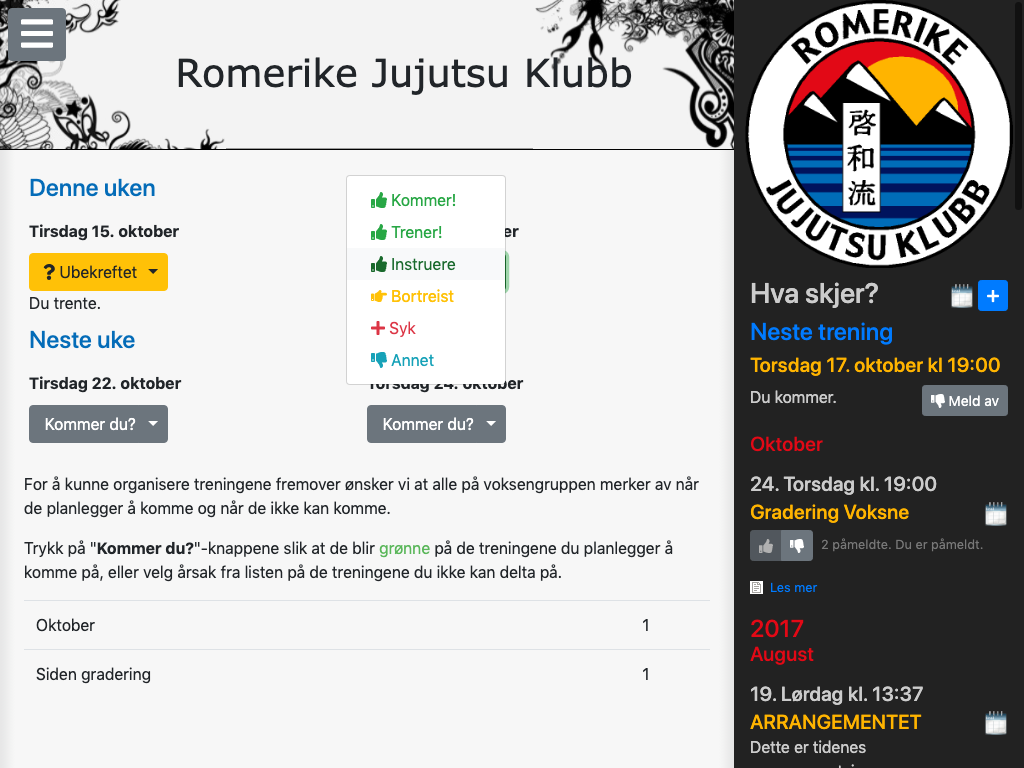 Romerike Jujutsu Klubb
Denne uken
Tirsdag 15. oktober
er
? Ubekreftet
Du trente.
Kommer!
Trener!
Instruere
Bortreist
Syk
Annet
Neste uke
Tirsdag 22. oktober
Torsdag 24. oktober
Kommer du?
Kommer du?
For å kunne organisere treningene fremover ønsker vi at alle på voksengruppen merker av når
de planlegger å komme og når de ikke kan komme.
Trykk på "Kommer du?"-knappene slik at de blir grønne på de treningene du planlegger å
komme på, eller velg årsak fra listen på de treningene du ikke kan delta på.
Oktober 1
Siden gradering 1
ROMERIKE
啓和流
JUJUTSU KLUBB
Hva skjer?
+
Neste trening
Torsdag 17. oktober kl 19:00
Du kommer.
Meld av
Oktober
24. Torsdag kl. 19:00
Gradering Voksne
2 påmeldte. Du er påmeldt.
Les mer
2017
August
19. Lørdag kl. 13:37
ARRANGEMENTET
Dette er tidenes